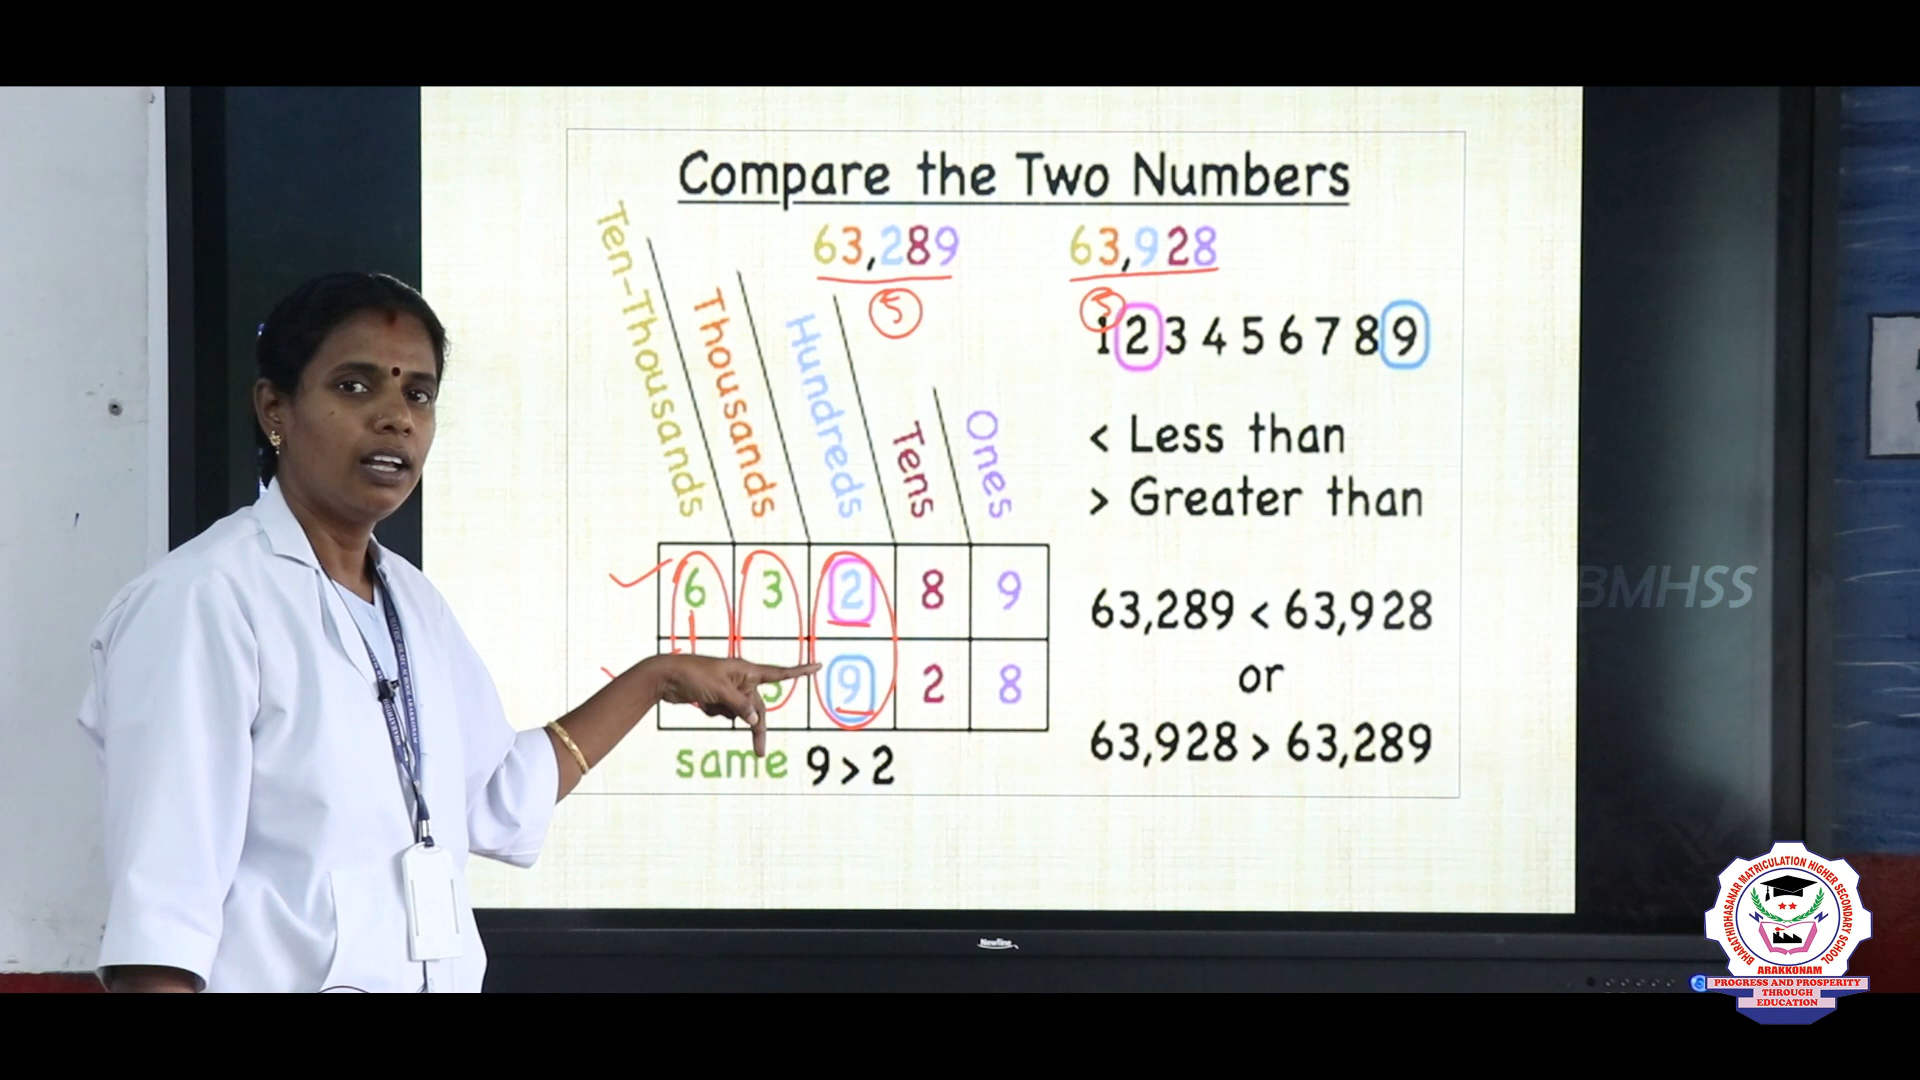 Compare the Two Numbers
63,289 63,928
5 5
1 2 3 4 5 6 7 8 9
Ten-Thousands
Thousands
Hundreds
Tens
Ones
< Less than
> Greater than
6 3 2 8 9
3 9 2 8
same 9 > 2
63,289 < 63,928
or
63,928 > 63,289
BMHSS
Newline
BHARATHIDHASANAR MATRICULATION HIGHER SECONDARY SCHOOL
ARAKKONAM
PROGRESS AND PROSPERITY
THROUGH
EDUCATION